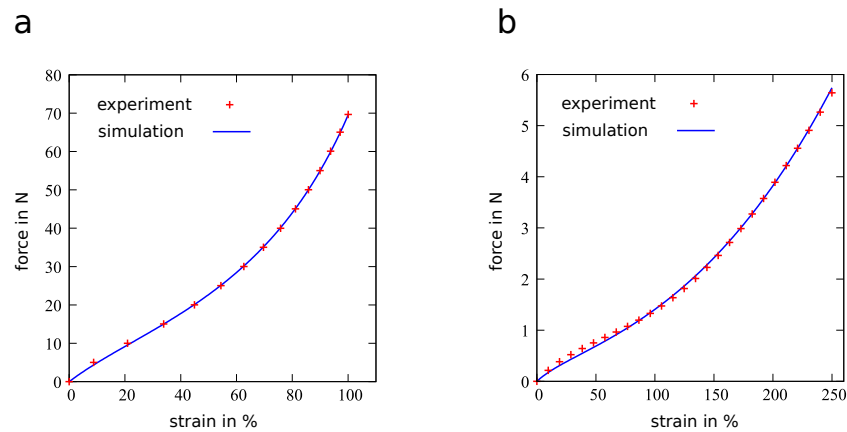 a
80
70
60
50
40
30
20
10
0
force in N
experiment
simulation
0 20 40 60 80 100
strain in %
b
6
5
4
3
2
1
0
force in N
experiment
simulation
0 50 100 150 200 250
strain in %